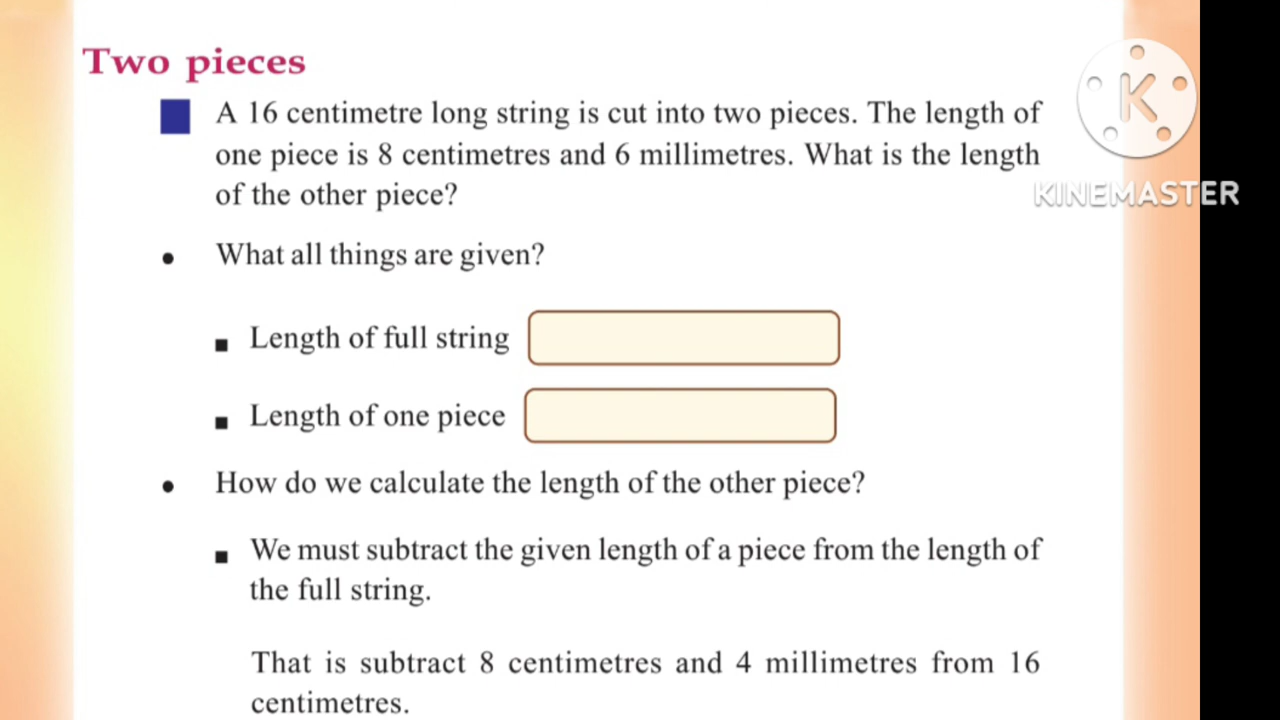 Two pieces
A 16 centimetre long string is cut into two pieces. The length of
one piece is 8 centimetres and 6 millimetres. What is the length
of the other piece?
• What all things are given?
▪ Length of full string
▪ Length of one piece
• How do we calculate the length of the other piece?
▪ We must subtract the given length of a piece from the length of
the full string.
That is subtract 8 centimetres and 4 millimetres from 16
centimetres.
K
KINEMASTER